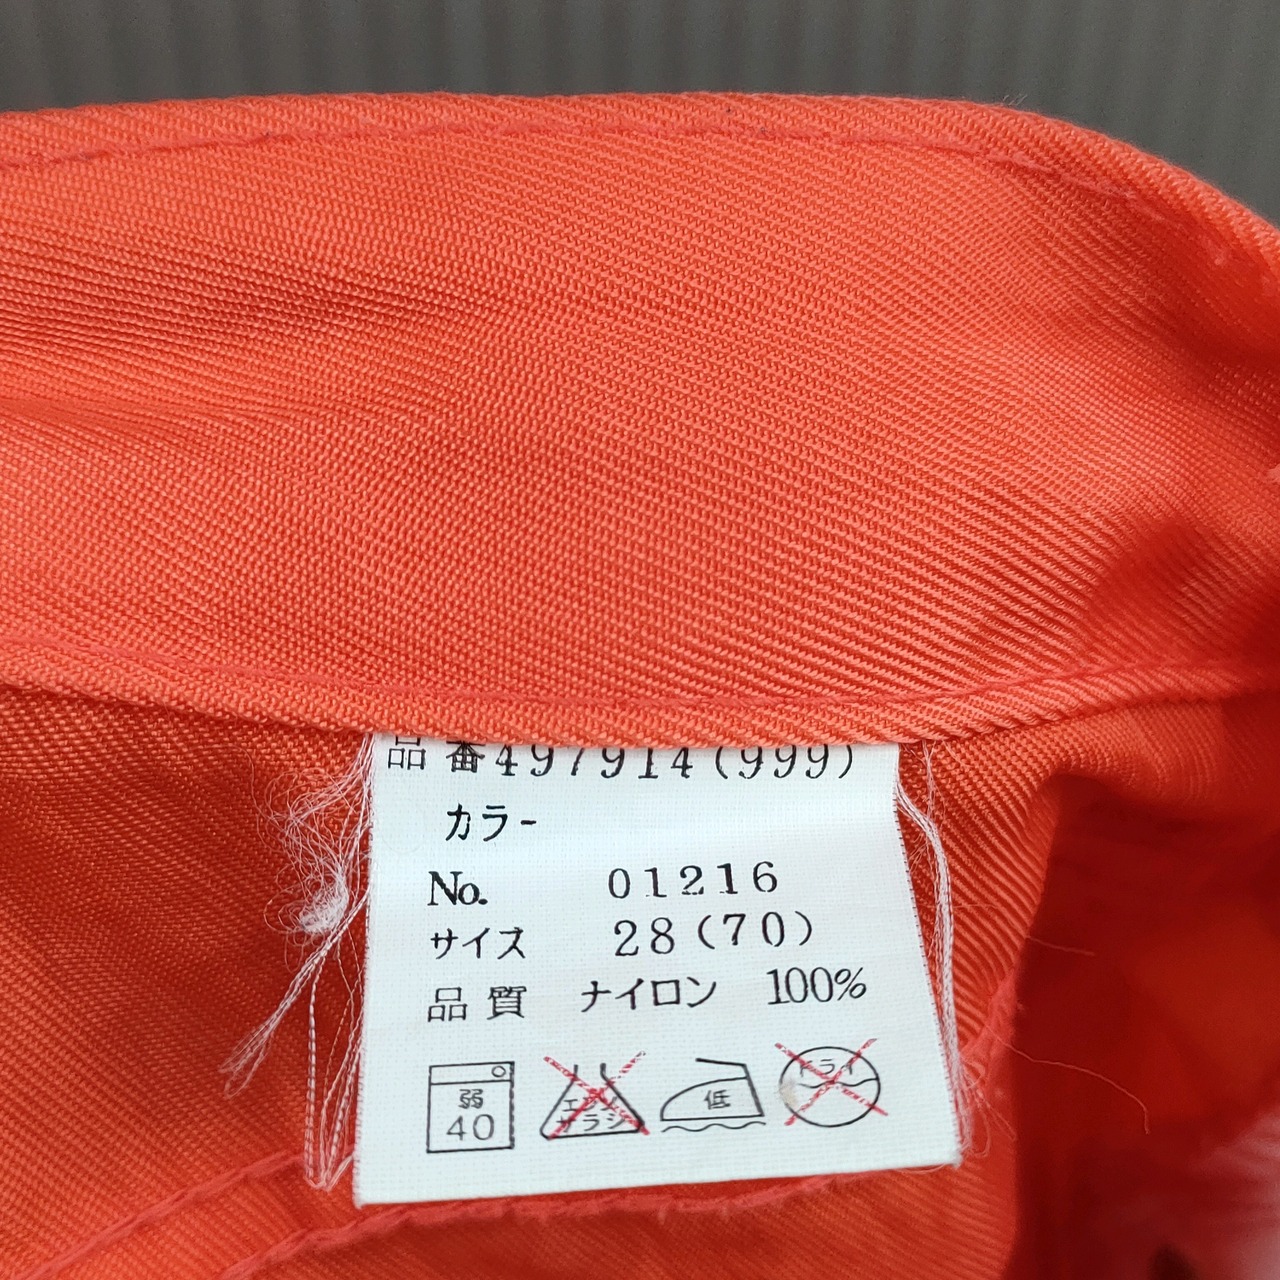 品番497914(999)
カラー
No. 01216
サイズ 28(70)
品質 ナイロン 100%
弱 40
エンソ サラシ
低
ドライ